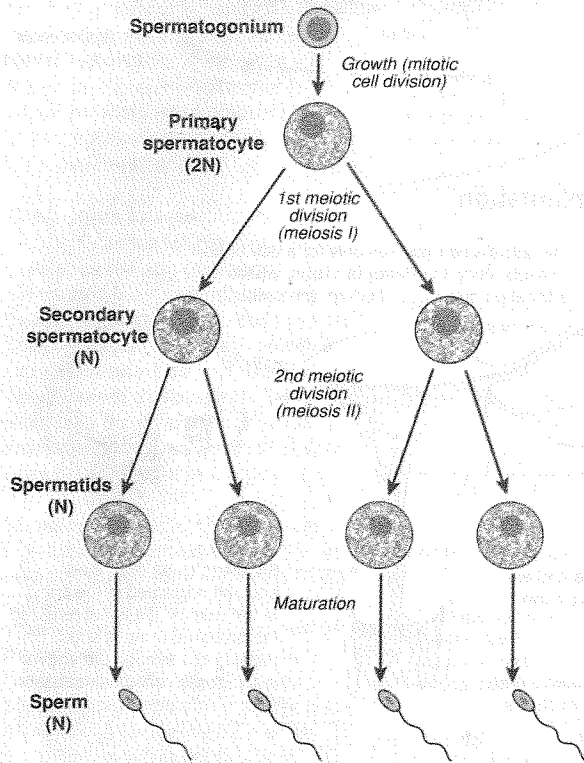 Spermatogonium
Growth (mitotic
cell division)
Primary
spermatocyte
(2N)
1st meiotic
division
(meiosis I)
Secondary
spermatocyte
(N)
2nd meiotic
division
(meiosis II)
Spermatids
(N)
Maturation
Sperm
(N)